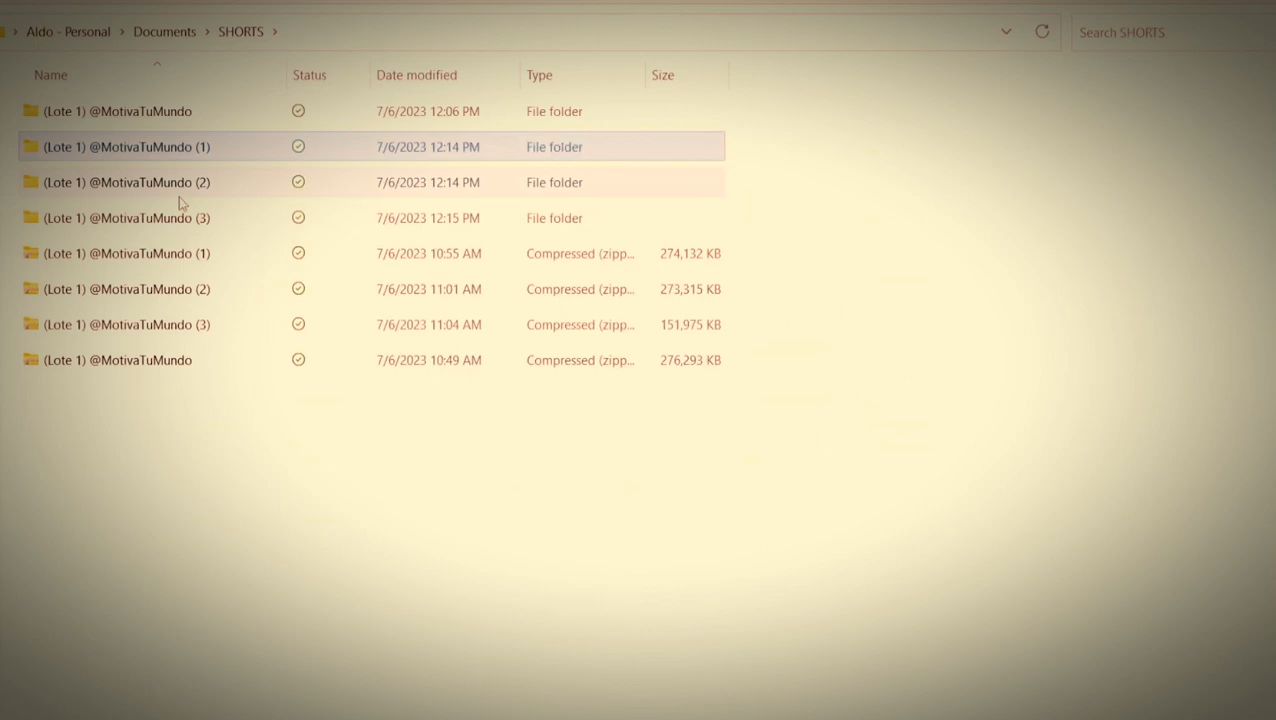 Aldo - Personal > Documents > SHORTS >
Search SHORTS
Name Status Date modified Type Size
(Lote 1) @MotivaTuMundo 7/6/2023 12:06 PM File folder
(Lote 1) @MotivaTuMundo (1) 7/6/2023 12:14 PM File folder
(Lote 1) @MotivaTuMundo (2) 7/6/2023 12:14 PM File folder
(Lote 1) @MotivaTuMundo (3) 7/6/2023 12:15 PM File folder
(Lote 1) @MotivaTuMundo (1) 7/6/2023 10:55 AM Compressed (zipp... 274,132 KB
(Lote 1) @MotivaTuMundo (2) 7/6/2023 11:01 AM Compressed (zipp... 273,315 KB
(Lote 1) @MotivaTuMundo (3) 7/6/2023 11:04 AM Compressed (zipp... 151,975 KB
(Lote 1) @MotivaTuMundo 7/6/2023 10:49 AM Compressed (zipp... 276,293 KB